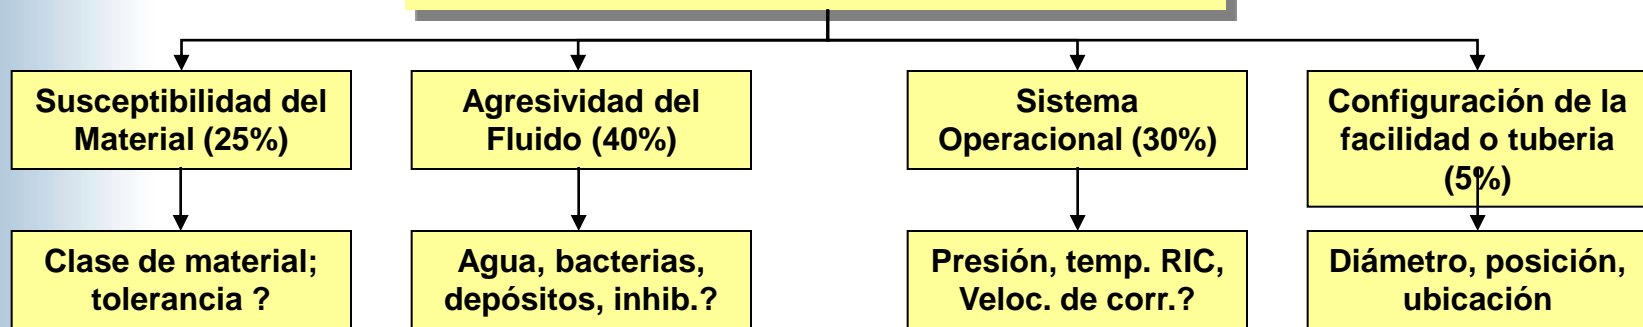 Susceptibilidad del
Material (25%)
Agresividad del
Fluido (40%)
Sistema
Operacional (30%)
Configuración de la
facilidad o tuberia
(5%)
Clase de material;
tolerancia ?
Agua, bacterias,
depósitos, inhib.?
Presión, temp. RIC,
Veloc. de corr.?
Diámetro, posición,
ubicación